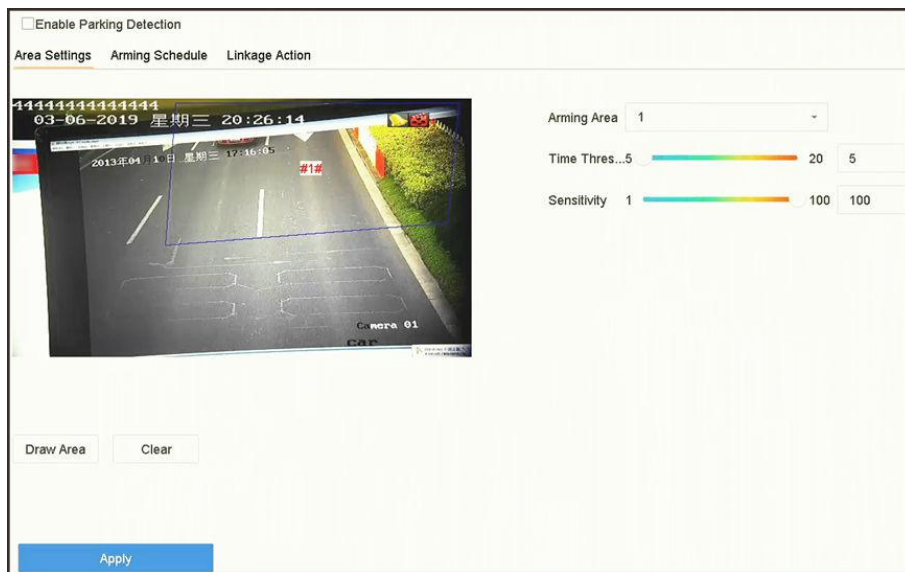 Enable Parking Detection
Area Settings Arming Schedule Linkage Action
44444444444444
03-06-2019 星期三 20:26:14
2013年04月10日 星期三 17:16:05
#1#
Camera 01
car
Arming Area 1
Time Thres...5 20 5
Sensitivity 1 100 100
Draw Area Clear
Apply